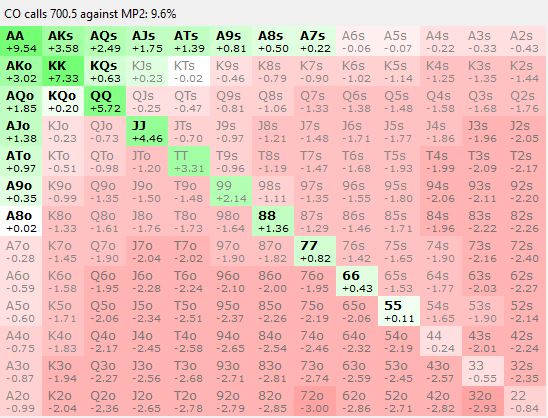 CO calls 700.5 against MP2: 9.6%
AA AKs AQs AJs ATs A9s A8s A7s A6s A5s A4s A3s A2s
+9.54 +3.58 +2.49 +1.75 +1.39 +0.81 +0.50 +0.22 -0.06 -0.07 -0.22 -0.33 -0.43
AKo KK KQs KJs KTs K9s K8s K7s K6s K5s K4s K3s K2s
+3.02 +7.33 +0.63 +0.23 +0.02 -0.46 -0.79 -0.90 -1.02 -1.14 -1.25 -1.35 -1.44
AQo KQo QQ QJs QTs Q9s Q8s Q7s Q6s Q5s Q4s Q3s Q2s
+1.85 +0.20 +5.72 -0.25 -0.47 -0.81 -1.06 -1.33 -1.38 -1.48 -1.58 -1.68 -1.76
AJo KJo QJo JJ JTs J9s J8s J7s J6s J5s J4s J3s J2s
+1.38 -0.23 -0.73 +4.46 -0.70 -0.97 -1.21 -1.48 -1.71 -1.77 -1.86 -1.96 -2.05
ATo KTo QTo JTo TT T9s T8s T7s T6s T5s T4s T3s T2s
+0.97 -0.51 -0.98 -1.20 +3.31 -0.96 -1.19 -1.47 -1.68 -1.93 -1.99 -2.09 -2.17
A9o K9o Q9o J9o T9o 99 98s 97s 96s 95s 94s 93s 92s
+0.35 -0.99 -1.35 -1.50 -1.48 +2.14 -1.11 -1.35 -1.55 -1.80 -2.06 -2.11 -2.20
A8o K8o Q8o J8o T8o 98o 88 87s 86s 85s 84s 83s 82s
+0.02 -1.33 -1.61 -1.76 -1.73 -1.64 +1.36 -1.29 -1.46 -1.71 -1.96 -2.22 -2.26
A7o K7o Q7o J7o T7o 97o 87o 77 76s 75s 74s 73s 72s
-0.28 -1.45 -1.90 -2.04 -2.02 -1.90 -1.82 +0.82 -1.42 -1.65 -1.90 -2.16 -2.40
A6o K6o Q6o J6o T6o 96o 86o 76o 66 65s 64s 63s 62s
-0.59 -1.58 -1.95 -2.28 -2.24 -2.10 -2.00 -1.95 +0.43 -1.53 -1.77 -2.03 -2.27
A5o K5o Q5o J5o T5o 95o 85o 75o 65o 55 54s 53s 52s
-0.60 -1.71 -2.06 -2.34 -2.51 -2.37 -2.26 -2.19 -2.06 +0.11 -1.65 -1.90 -2.14
A4o K4o Q4o J4o T4o 94o 84o 74o 64o 54o 44 43s 42s
-0.75 -1.83 -2.17 -2.45 -2.58 -2.65 -2.54 -2.46 -2.32 -2.19 -0.24 -2.01 -2.24
A3o K3o Q3o J3o T3o 93o 83o 73o 63o 53o 43o 33 32s
-0.87 -1.94 -2.27 -2.56 -2.68 -2.71 -2.81 -2.74 -2.59 -2.45 -2.57 -0.55 -2.35
A2o K2o Q2o J2o T2o 92o 82o 72o 62o 52o 42o 32o 22
-0.99 -2.04 -2.36 -2.65 -2.78 -2.79 -2.86 -3.00 -2.86 -2.71 -2.82 -2.93 -0.84